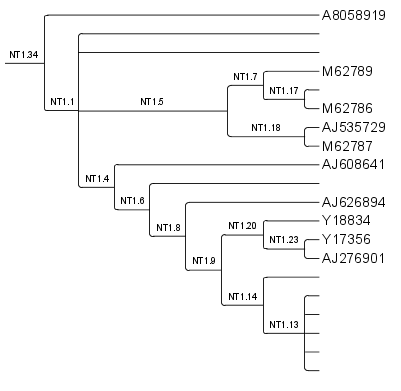 A8058919
NT1.34
M62789
NT1.7
NT1.17
NT1.1
NT1.5
M62786
AJ535729
NT1.18
M62787
AJ608641
NT1.4
NT1.6
AJ626894
Y18834
NT1.8
NT1.20
Y17356
NT1.23
AJ276901
NT1.9
NT1.14
NT1.13